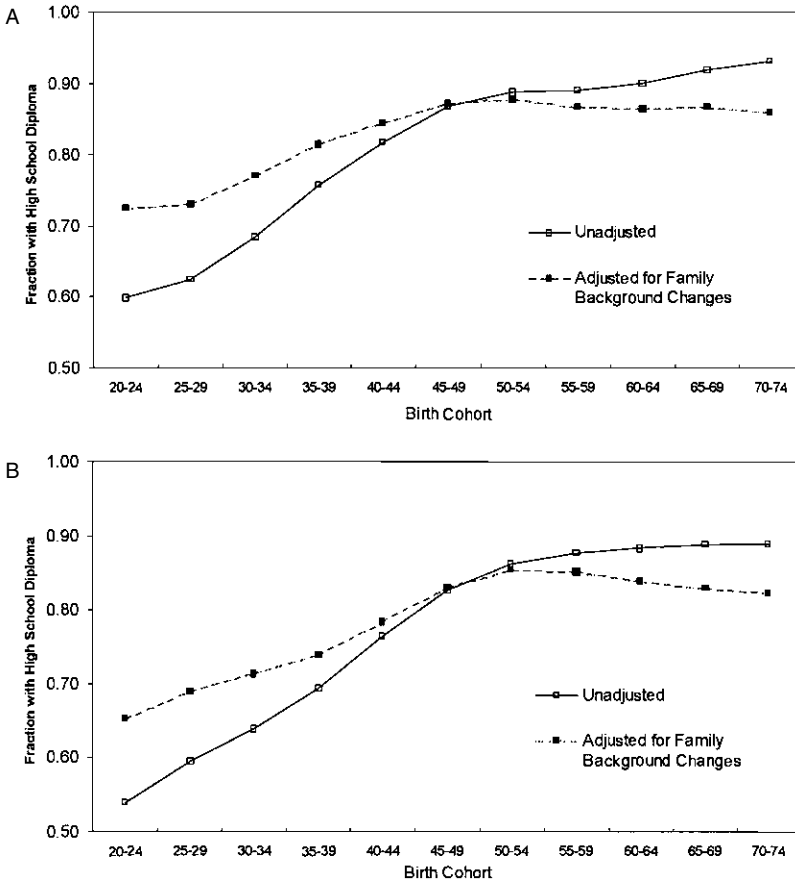 A
1.00
0.90
0.80
0.70
0.60
0.50
Fraction with High School Diploma
Unadjusted
Adjusted for Family
Background Changes
20-24 25-29 30-34 35-39 40-44 45-49 50-54 55-59 60-64 65-69 70-74
Birth Cohort
B
1.00
0.90
0.80
0.70
0.60
0.50
Fraction with High School Diploma
Unadjusted
Adjusted for Family
Background Changes
20-24 25-29 30-34 35-39 40-44 45-49 50-54 55-59 60-64 65-69 70-74
Birth Cohort